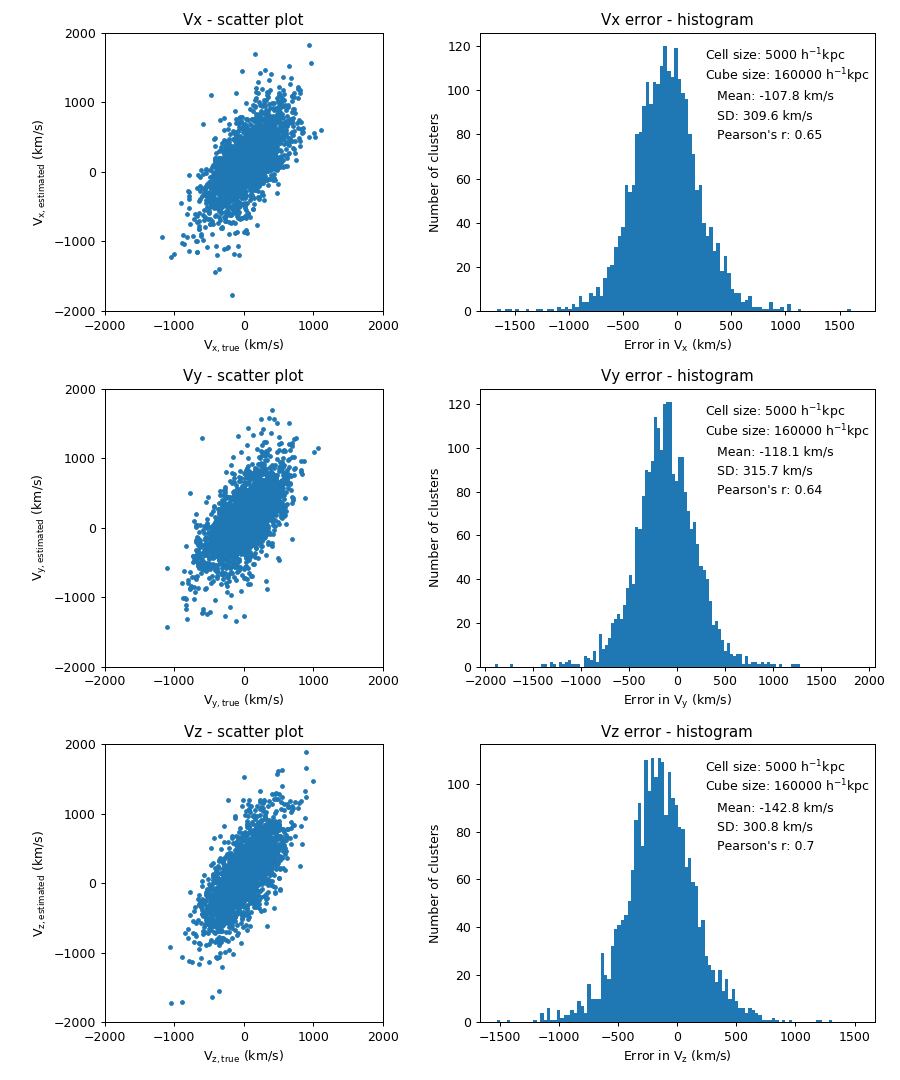 Vx - scatter plot
2000
1000
0
−1000
−2000
V_x, estimated (km/s)
−2000 −1000 0 1000 2000
V_x, true (km/s)
Vx error - histogram
120
100
80
60
40
20
0
Number of clusters
Cell size: 5000 h⁻¹kpc
Cube size: 160000 h⁻¹kpc
Mean: -107.8 km/s
SD: 309.6 km/s
Pearson's r: 0.65
−1500 −1000 −500 0 500 1000 1500
Error in V_x (km/s)
Vy - scatter plot
2000
1000
0
−1000
−2000
V_y, estimated (km/s)
−2000 −1000 0 1000 2000
V_y, true (km/s)
Vy error - histogram
120
100
80
60
40
20
0
Number of clusters
Cell size: 5000 h⁻¹kpc
Cube size: 160000 h⁻¹kpc
Mean: -118.1 km/s
SD: 315.7 km/s
Pearson's r: 0.64
−2000 −1500 −1000 −500 0 500 1000 1500 2000
Error in V_y (km/s)
Vz - scatter plot
2000
1000
0
−1000
−2000
V_z, estimated (km/s)
−2000 −1000 0 1000 2000
V_z, true (km/s)
Vz error - histogram
100
80
60
40
20
0
Number of clusters
Cell size: 5000 h⁻¹kpc
Cube size: 160000 h⁻¹kpc
Mean: -142.8 km/s
SD: 300.8 km/s
Pearson's r: 0.7
−1500 −1000 −500 0 500 1000 1500
Error in V_z (km/s)